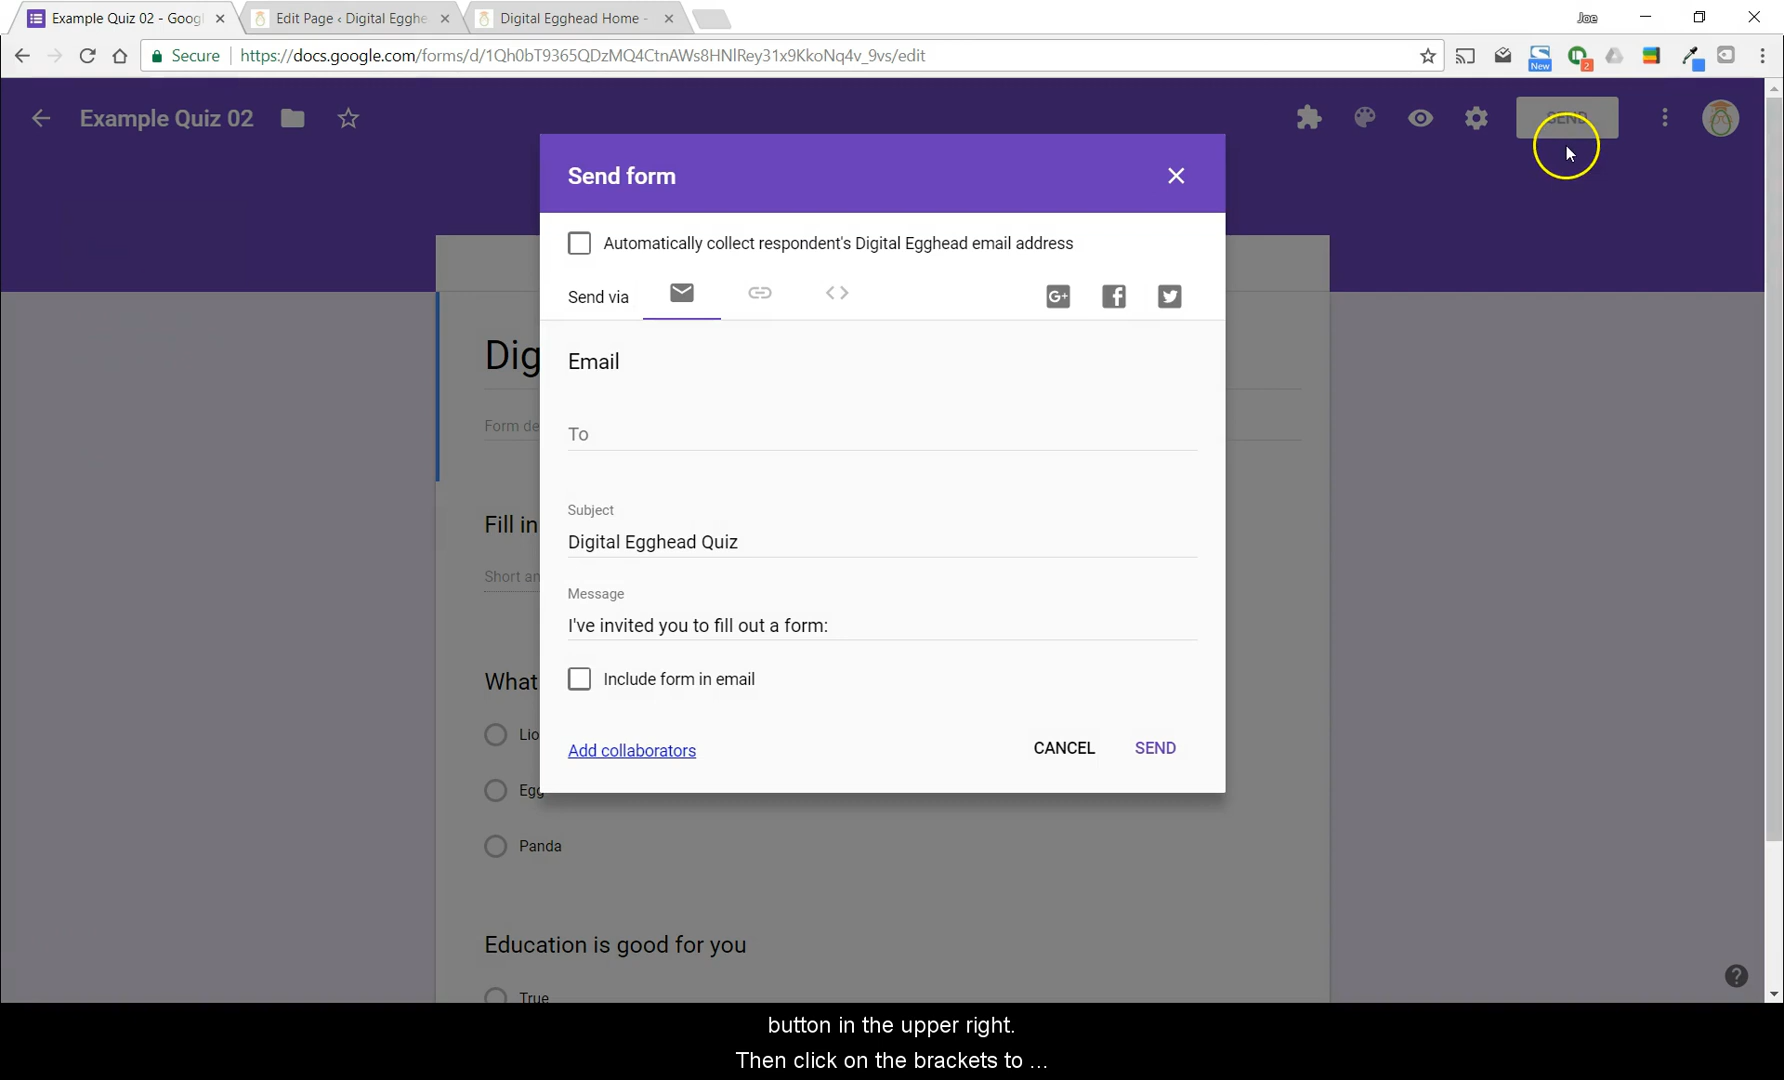 Example Quiz 02 - Googl
Edit Page ‹ Digital Egghe
Digital Egghead Home -
Joe
Secure
https://docs.google.com/forms/d/1Qh0bT9365QDzMQ4CtnAWs8HNlRey31x9KkoNq4v_9vs/edit
New
2
Example Quiz 02
SEND
Send form
Automatically collect respondent's Digital Egghead email address
Send via
G+
Dig
Email
Form de
To
Subject
Fill in
Digital Egghead Quiz
Short an
Message
I've invited you to fill out a form:
What
Include form in email
Lio
Add collaborators
CANCEL
SEND
Egg
Panda
Education is good for you
True
button in the upper right.
Then click on the brackets to ...